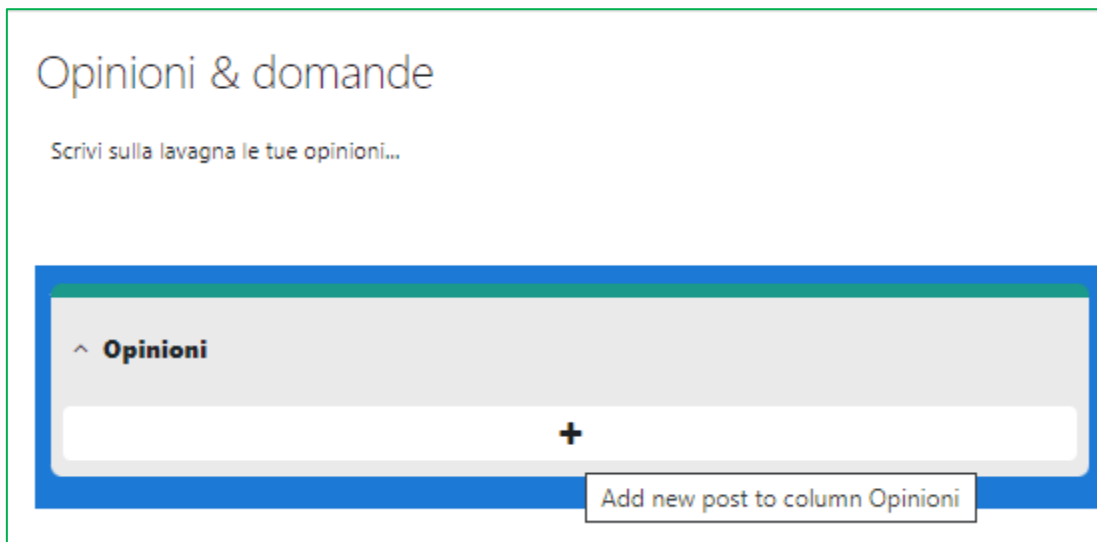 Opinioni & domande
Scrivi sulla lavagna le tue opinioni...
Opinioni
+
Add new post to column Opinioni